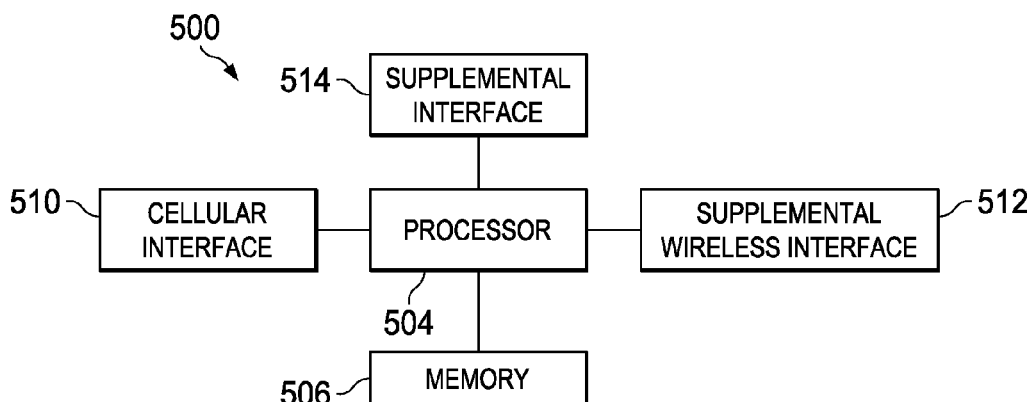 500
514
SUPPLEMENTAL
INTERFACE
510
CELLULAR
INTERFACE
PROCESSOR
SUPPLEMENTAL
WIRELESS INTERFACE
512
504
506
MEMORY